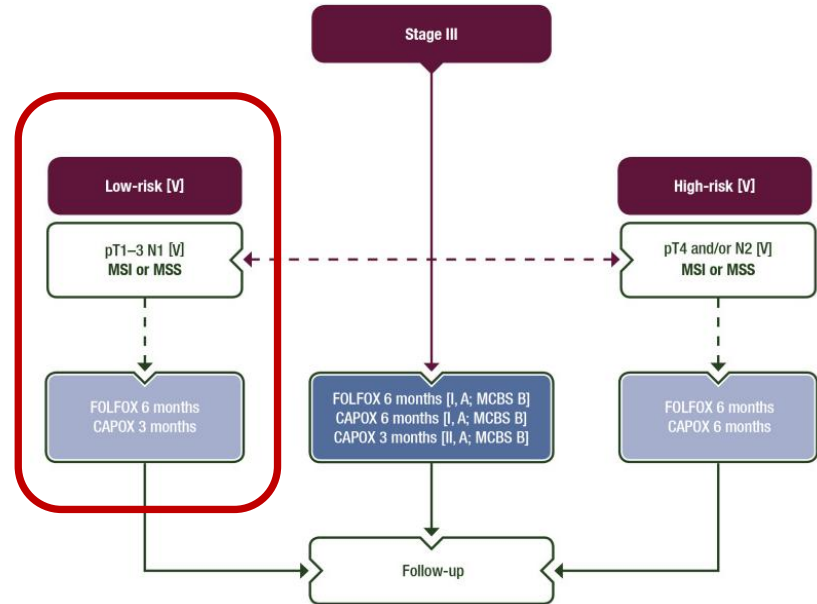 Stage III
Low-risk [V]
High-risk [V]
pT1–3 N1 [V]
MSI or MSS
pT4 and/or N2 [V]
MSI or MSS
FOLFOX 6 months
CAPOX 3 months
FOLFOX 6 months [I, A; MCBS B]
CAPOX 6 months [I, A; MCBS B]
CAPOX 3 months [II, A; MCBS B]
FOLFOX 6 months
CAPOX 6 months
Follow-up